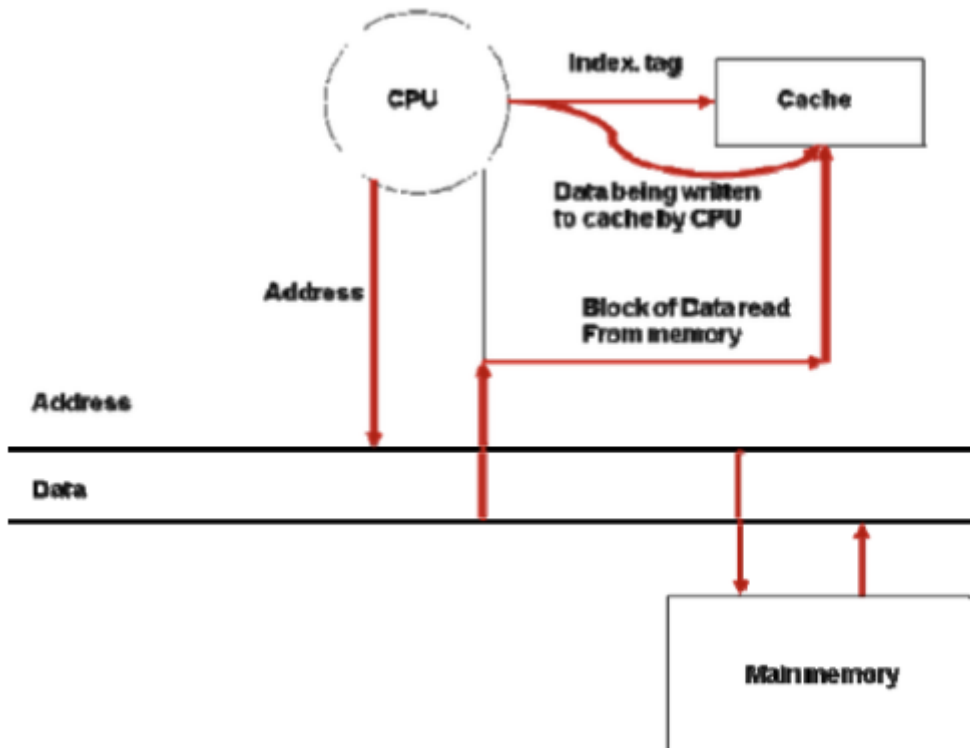 Index. tag
CPU
Cache
Data being written
to cache by CPU
Address
Block of Data read
From memory
Address
Data
Main memory